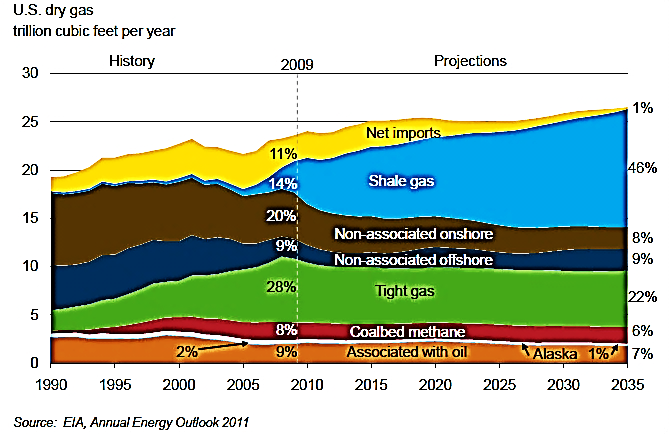 U.S. dry gas
trillion cubic feet per year
History
2009
Projections
30
25
20
15
10
5
0
Net imports
11%
1%
Shale gas
14%
46%
Non-associated onshore
20%
8%
Non-associated offshore
9%
9%
Tight gas
28%
22%
Coalbed methane
8%
6%
2%
Alaska 1%
Associated with oil
9%
7%
1990
1995
2000
2005
2010
2015
2020
2025
2030
2035
Source: EIA, Annual Energy Outlook 2011